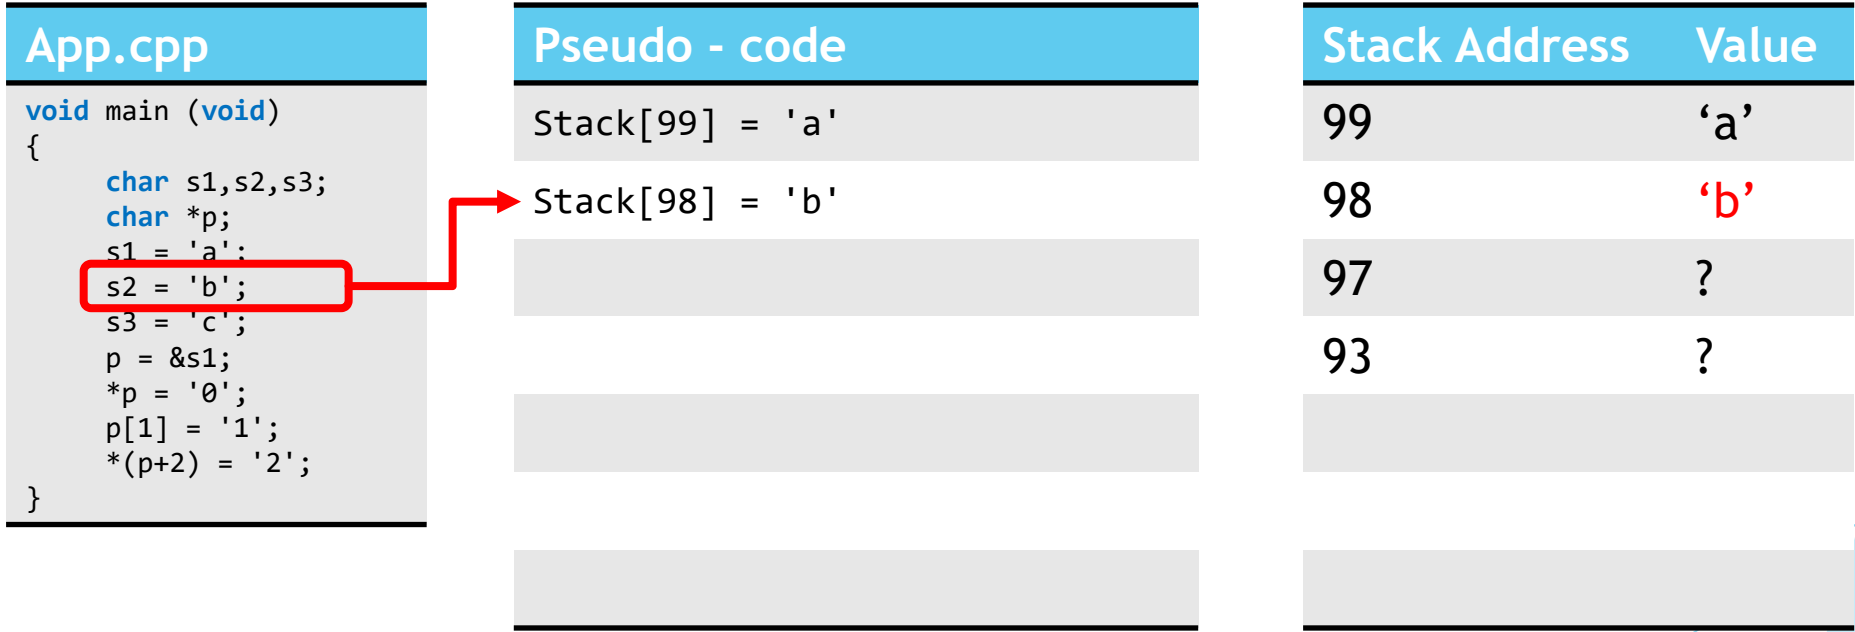 App.cpp
void main (void)
{
char s1,s2,s3;
char *p;
s1 = 'a';
s2 = 'b';
s3 = 'c';
p = &s1;
*p = '0';
p[1] = '1';
*(p+2) = '2';
}
Pseudo - code
Stack[99] = 'a'
Stack[98] = 'b'
Stack Address Value
99 ‘a’
98 ‘b’
97 ?
93 ?